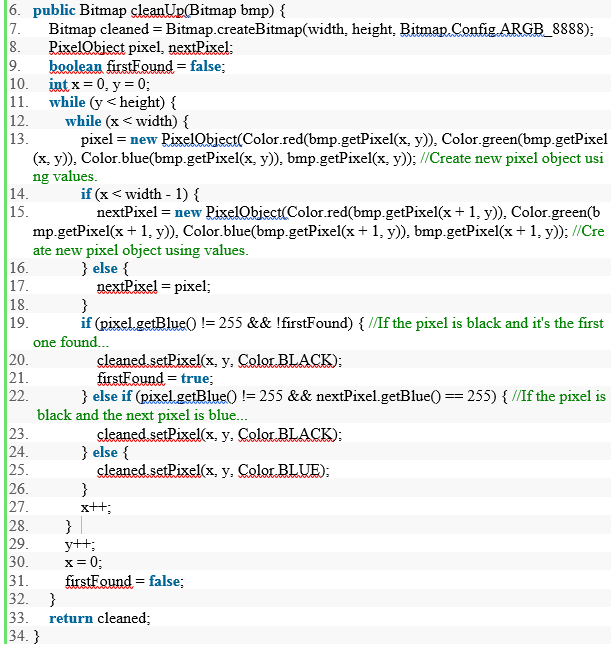 6. public Bitmap cleanUp(Bitmap bmp) {
7. Bitmap cleaned = Bitmap.createBitmap(width, height, Bitmap.Config.ARGB_8888);
8. PixelObject pixel, nextPixel;
9. boolean firstFound = false;
10. int x = 0, y = 0;
11. while (y < height) {
12. while (x < width) {
13. pixel = new PixelObject(Color.red(bmp.getPixel(x, y)), Color.green(bmp.getPixel
(x, y)), Color.blue(bmp.getPixel(x, y)), bmp.getPixel(x, y)); //Create new pixel object usi
ng values.
14. if (x < width - 1) {
15. nextPixel = new PixelObject(Color.red(bmp.getPixel(x + 1, y)), Color.green(b
mp.getPixel(x + 1, y)), Color.blue(bmp.getPixel(x + 1, y)), bmp.getPixel(x + 1, y)); //Cre
ate new pixel object using values.
16. } else {
17. nextPixel = pixel;
18. }
19. if (pixel.getBlue() != 255 && !firstFound) { //If the pixel is black and it's the first
one found...
20. cleaned.setPixel(x, y, Color.BLACK);
21. firstFound = true;
22. } else if (pixel.getBlue() != 255 && nextPixel.getBlue() == 255) { //If the pixel is
black and the next pixel is blue...
23. cleaned.setPixel(x, y, Color.BLACK);
24. } else {
25. cleaned.setPixel(x, y, Color.BLUE);
26. }
27. x++;
28. }
29. y++;
30. x = 0;
31. firstFound = false;
32. }
33. return cleaned;
34. }